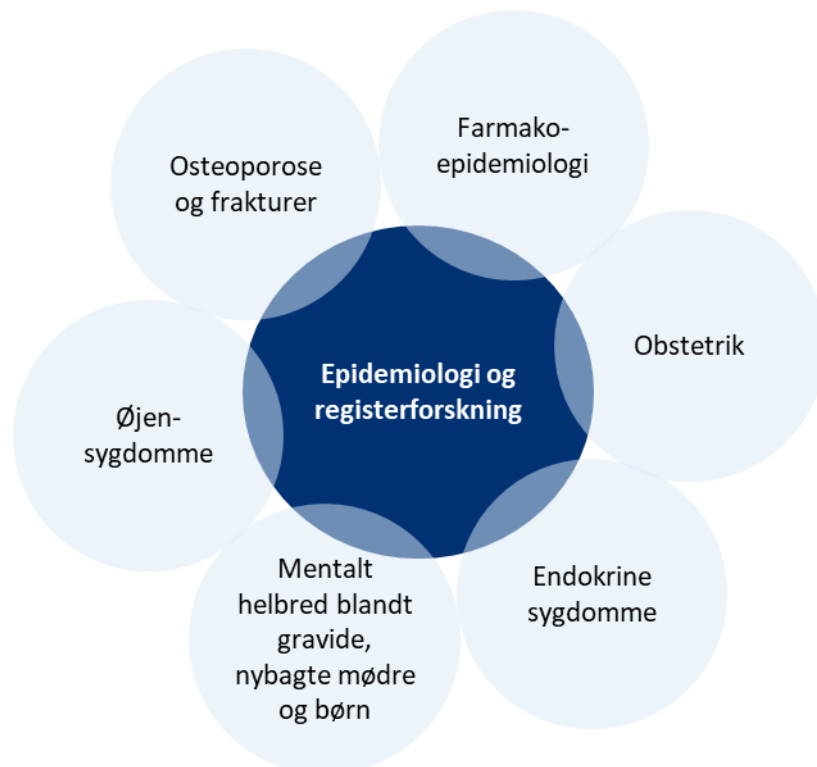 Farmako-
epidemiologi
Osteoporose
og frakturer
Obstetrik
Epidemiologi og
registerforskning
Øjen-
sygdomme
Endokrine
sygdomme
Mentalt
helbred blandt
gravide,
nybagte mødre
og børn